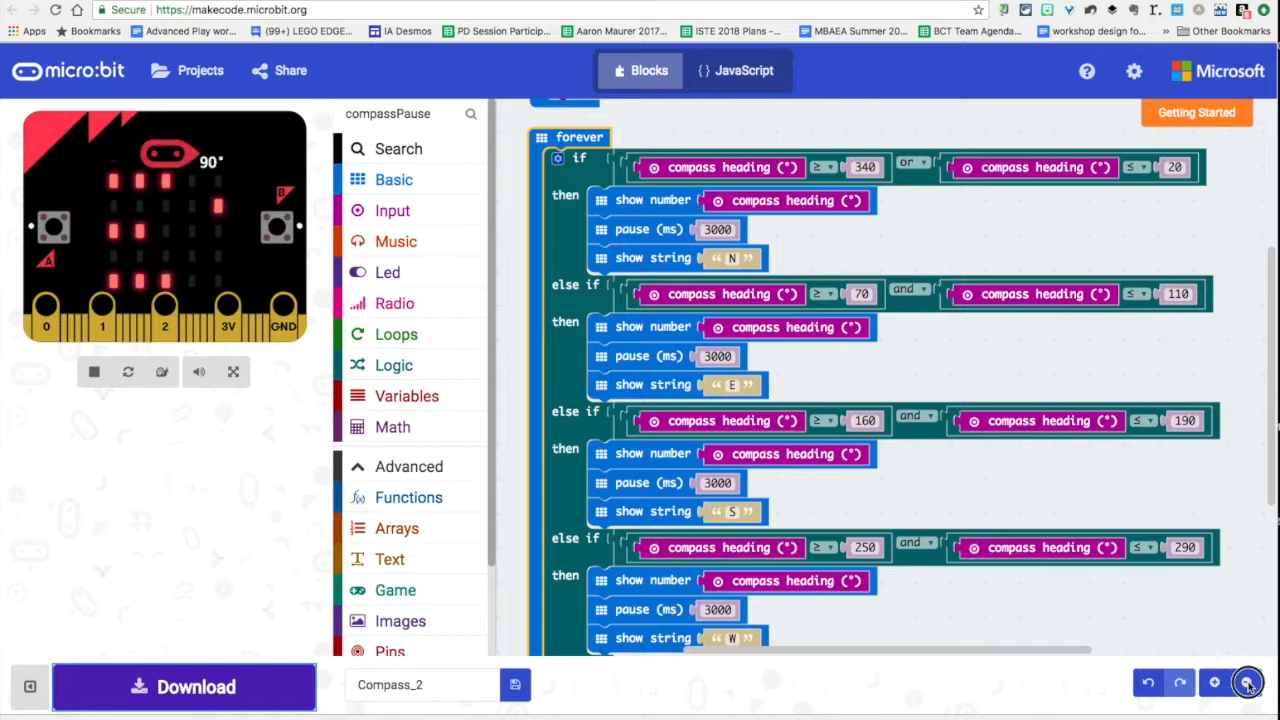 Secure https://makecode.microbit.org
Apps Bookmarks Advanced Play wor... (99+) LEGO EDGE... IA Desmos PD Session Particip... Aaron Maurer 2017... ISTE 2018 Plans -... MBAEA Summer 20... BCT Team Agenda... workshop design fo... » Other Bookmarks
micro:bit Projects Share Blocks {} JavaScript ? Microsoft
Getting Started
90°
B
A
0 1 2 3V GND
compassPause
Search
Basic
Input
Music
Led
Radio
Loops
Logic
Variables
Math
Advanced
Functions
Arrays
Text
Game
Images
Pins
forever
if compass heading (°) ≥ 340 or compass heading (°) ≤ 20
then show number compass heading (°)
pause (ms) 3000
show string “ N ”
else if compass heading (°) ≥ 70 and compass heading (°) ≤ 110
then show number compass heading (°)
pause (ms) 3000
show string “ E ”
else if compass heading (°) ≥ 160 and compass heading (°) ≤ 190
then show number compass heading (°)
pause (ms) 3000
show string “ S ”
else if compass heading (°) ≥ 250 and compass heading (°) ≤ 290
then show number compass heading (°)
pause (ms) 3000
show string “ W ”
Download
Compass_2